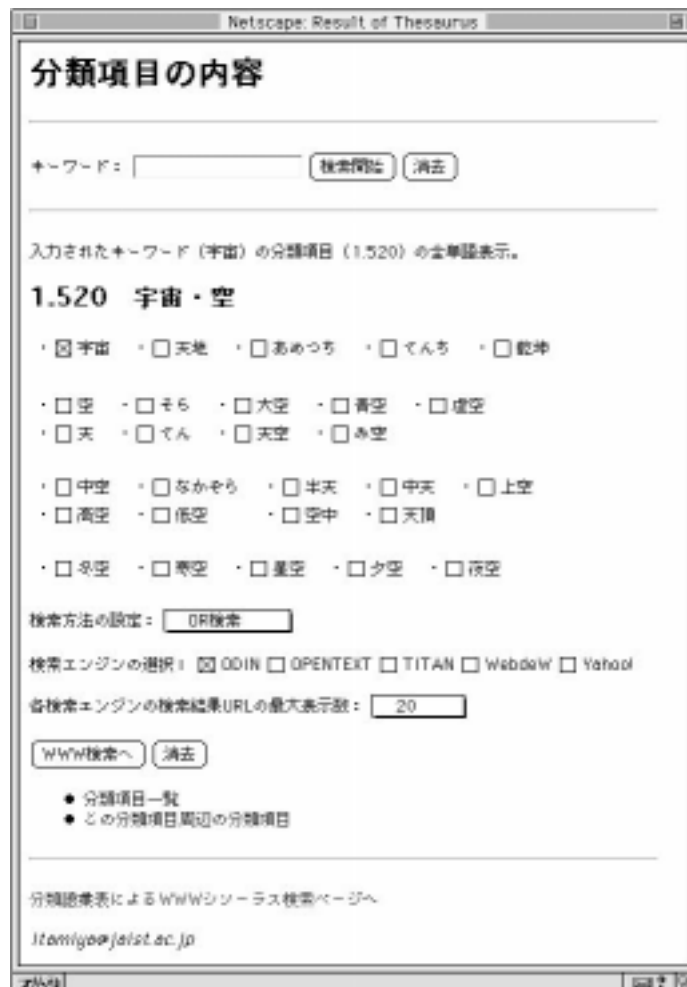 Netscape: Result of Thesaurus
分類項目の内容
キーワード： 検索開始 消去
入力されたキーワード（宇宙）の分類項目（1.520）の全単語表示。
1.520 宇宙・空
・宇宙 ・天地 ・あめつち ・てんち ・乾坤
・空 ・そら ・大空 ・青空 ・虚空
・天 ・てん ・天空 ・み空
・中空 ・なかぞら ・半天 ・中天 ・上空
・高空 ・低空 ・空中 ・天頂
・冬空 ・寒空 ・星空 ・夕空 ・夜空
検索方法の設定： OR検索
検索エンジンの選択： ODIN OPENTEXT TITAN WebdeW Yahoo!
各検索エンジンの検索結果URLの最大表示数： 20
WWW検索へ 消去
● 分類項目一覧
● この分類項目周辺の分類項目
分類語彙表によるWWWシソーラス検索ページへ
itomiyo@jaist.ac.jp